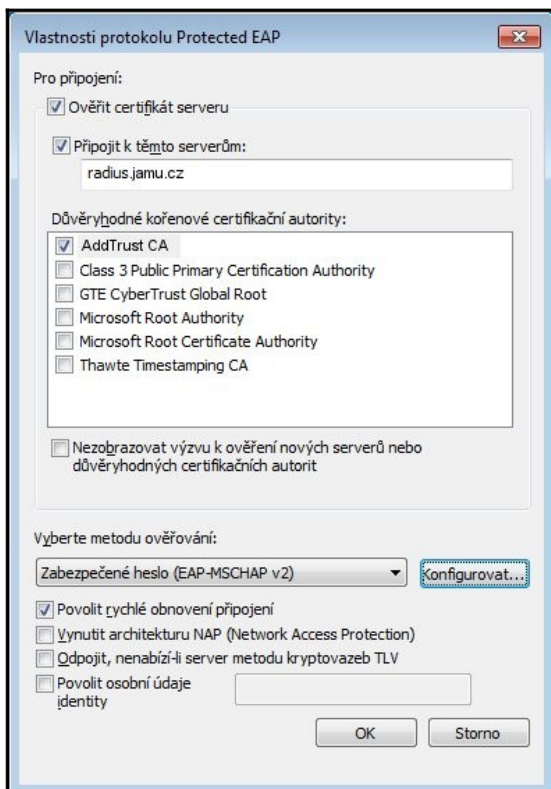 Vlastnosti protokolu Protected EAP
Pro připojení:
Ověřit certifikát serveru
Připojit k těmto serverům:
radius.jamu.cz
Důvěryhodné kořenové certifikační autority:
AddTrust CA
Class 3 Public Primary Certification Authority
GTE CyberTrust Global Root
Microsoft Root Authority
Microsoft Root Certificate Authority
Thawte Timestamping CA
Nezobrazovat výzvu k ověření nových serverů nebo
důvěryhodných certifikačních autorit
Vyberte metodu ověřování:
Zabezpečené heslo (EAP-MSCHAP v2) Konfigurovat...
Povolit rychlé obnovení připojení
Vynutit architekturu NAP (Network Access Protection)
Odpojit, nenabízí-li server metodu kryptovazeb TLV
Povolit osobní údaje
identity
OK Storno